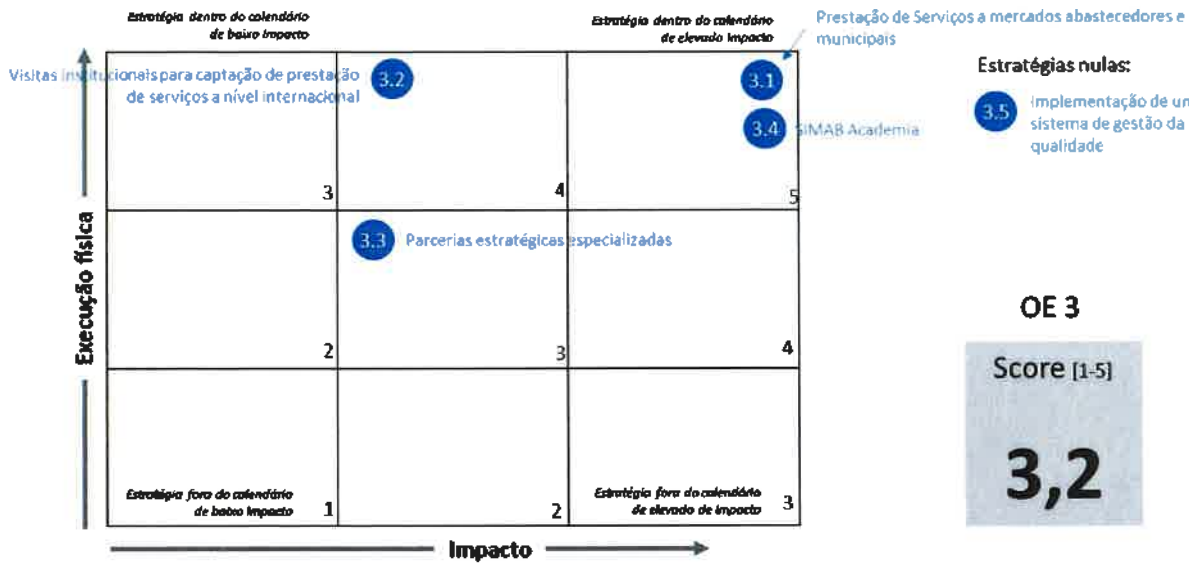 Estratégia dentro do calendário
de baixo impacto
Estratégia dentro do calendário
de elevado impacto
Prestação de Serviços a mercados abastecedores e
municipais
Visitas institucionais para captação de prestação
de serviços a nível internacional
3.2
3.1
3.4
SIMAB Academia
Estratégias nulas:
3.5
Implementação de um
sistema de gestão da
qualidade
3
4
5
3.3
Parcerias estratégicas especializadas
Execução física
2
3
4
OE 3
Score [1-5]
3,2
Estratégia fora do calendário
de baixo impacto
1
2
Estratégia fora do calendário
de elevado de impacto
3
Impacto